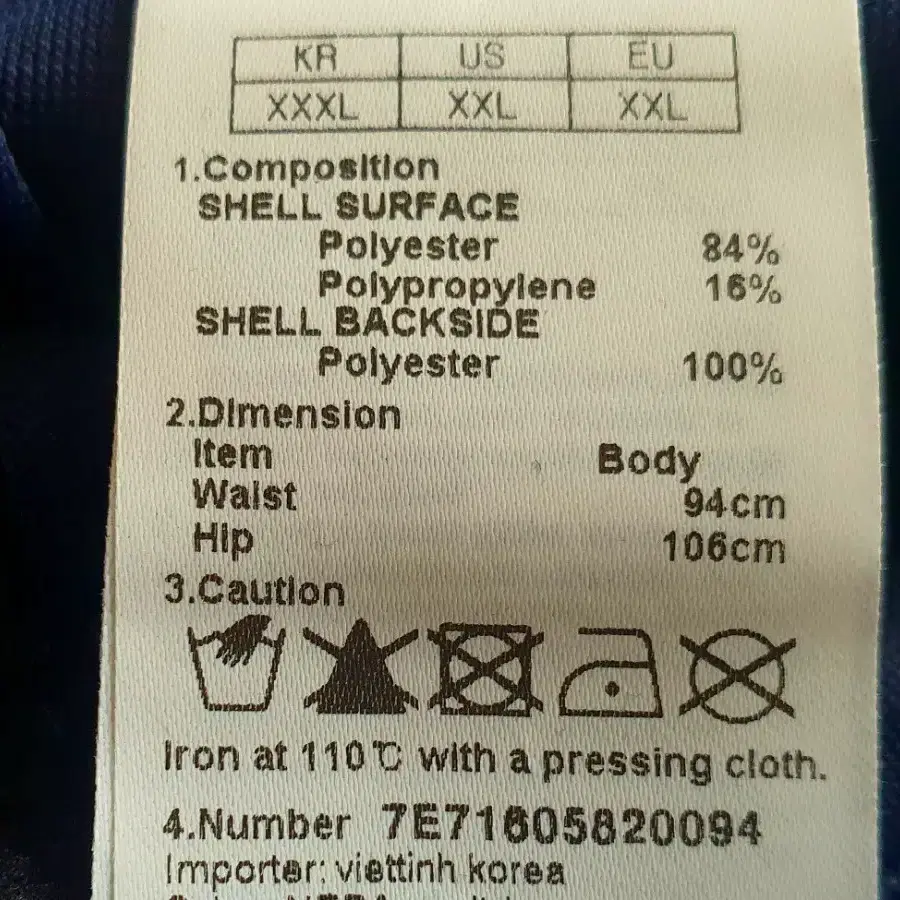 KR US EU
XXXL XXL XXL
1.Composition
SHELL SURFACE
Polyester 84%
Polypropylene 16%
SHELL BACKSIDE
Polyester 100%
2.Dimension
Item Body
Waist 94cm
Hip 106cm
3.Caution
Iron at 110℃ with a pressing cloth.
4.Number 7E71605820094
Importer: viettinh korea